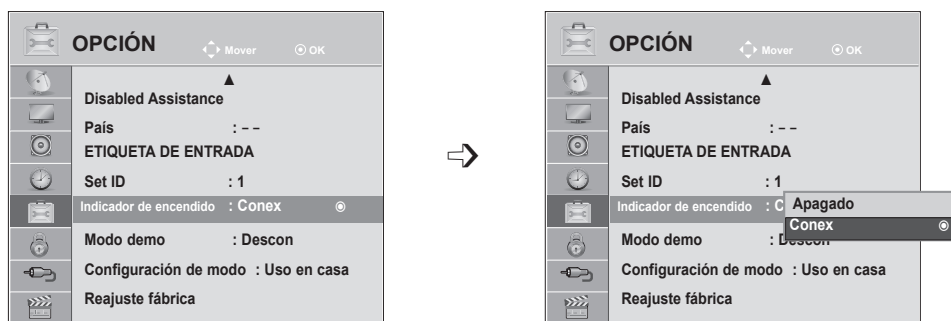 OPCIÓN Mover OK
Disabled Assistance
País : – –
ETIQUETA DE ENTRADA
Set ID : 1
Indicador de encendido : Conex
Modo demo : Descon
Configuración de modo : Uso en casa
Reajuste fábrica
OPCIÓN Mover OK
Disabled Assistance
País : – –
ETIQUETA DE ENTRADA
Set ID : 1
Indicador de encendido : C
Apagado
Conex
Modo demo : Descon
Configuración de modo : Uso en casa
Reajuste fábrica